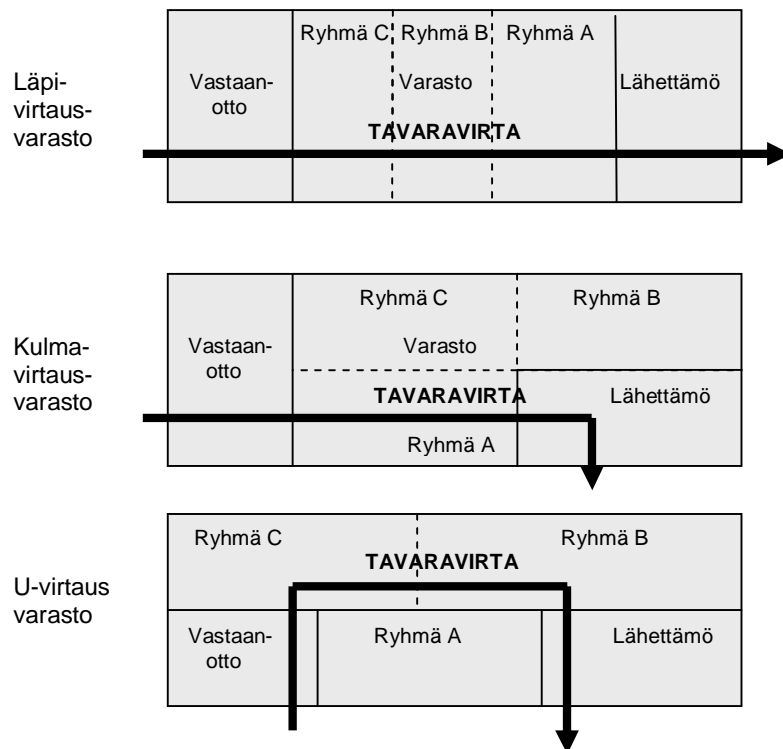 Läpi-
virtaus-
varasto
Vastaan-
otto
Ryhmä C
Ryhmä B
Ryhmä A
Varasto
Lähettämö
TAVARAVIRTA
Kulma-
virtaus-
varasto
Vastaan-
otto
Ryhmä C
Ryhmä B
Varasto
TAVARAVIRTA
Lähettämö
Ryhmä A
U-virtaus
varasto
Ryhmä C
Ryhmä B
TAVARAVIRTA
Vastaan-
otto
Ryhmä A
Lähettämö